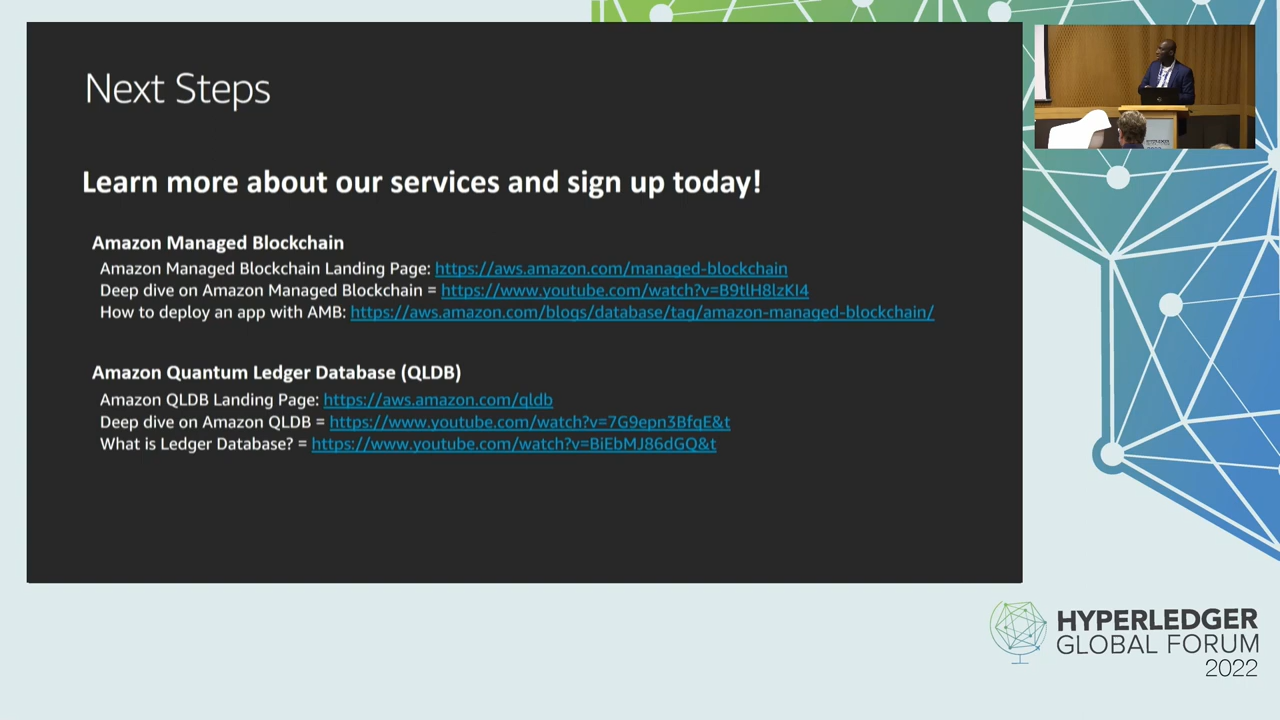 Next Steps
Learn more about our services and sign up today!
Amazon Managed Blockchain
Amazon Managed Blockchain Landing Page: https://aws.amazon.com/managed-blockchain
Deep dive on Amazon Managed Blockchain = https://www.youtube.com/watch?v=B9tlH8lzKI4
How to deploy an app with AMB: https://aws.amazon.com/blogs/database/tag/amazon-managed-blockchain/
Amazon Quantum Ledger Database (QLDB)
Amazon QLDB Landing Page: https://aws.amazon.com/qldb
Deep dive on Amazon QLDB = https://www.youtube.com/watch?v=7G9epn3BfqE&t
What is Ledger Database? = https://www.youtube.com/watch?v=BiEbMJ86dGQ&t
HYPERLEDGER
GLOBAL FORUM
2022